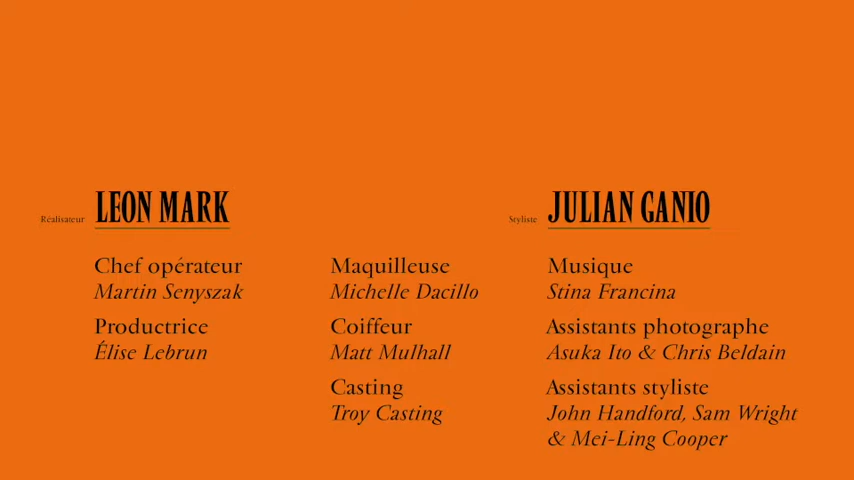 Réalisateur LEON MARK
Chef opérateur
Martin Senyszak
Productrice
Élise Lebrun
Maquilleuse
Michelle Dacillo
Coiffeur
Matt Mulhall
Casting
Troy Casting
Styliste JULIAN GANIO
Musique
Stina Francina
Assistants photographe
Asuka Ito & Chris Beldain
Assistants styliste
John Handford, Sam Wright
& Mei-Ling Cooper